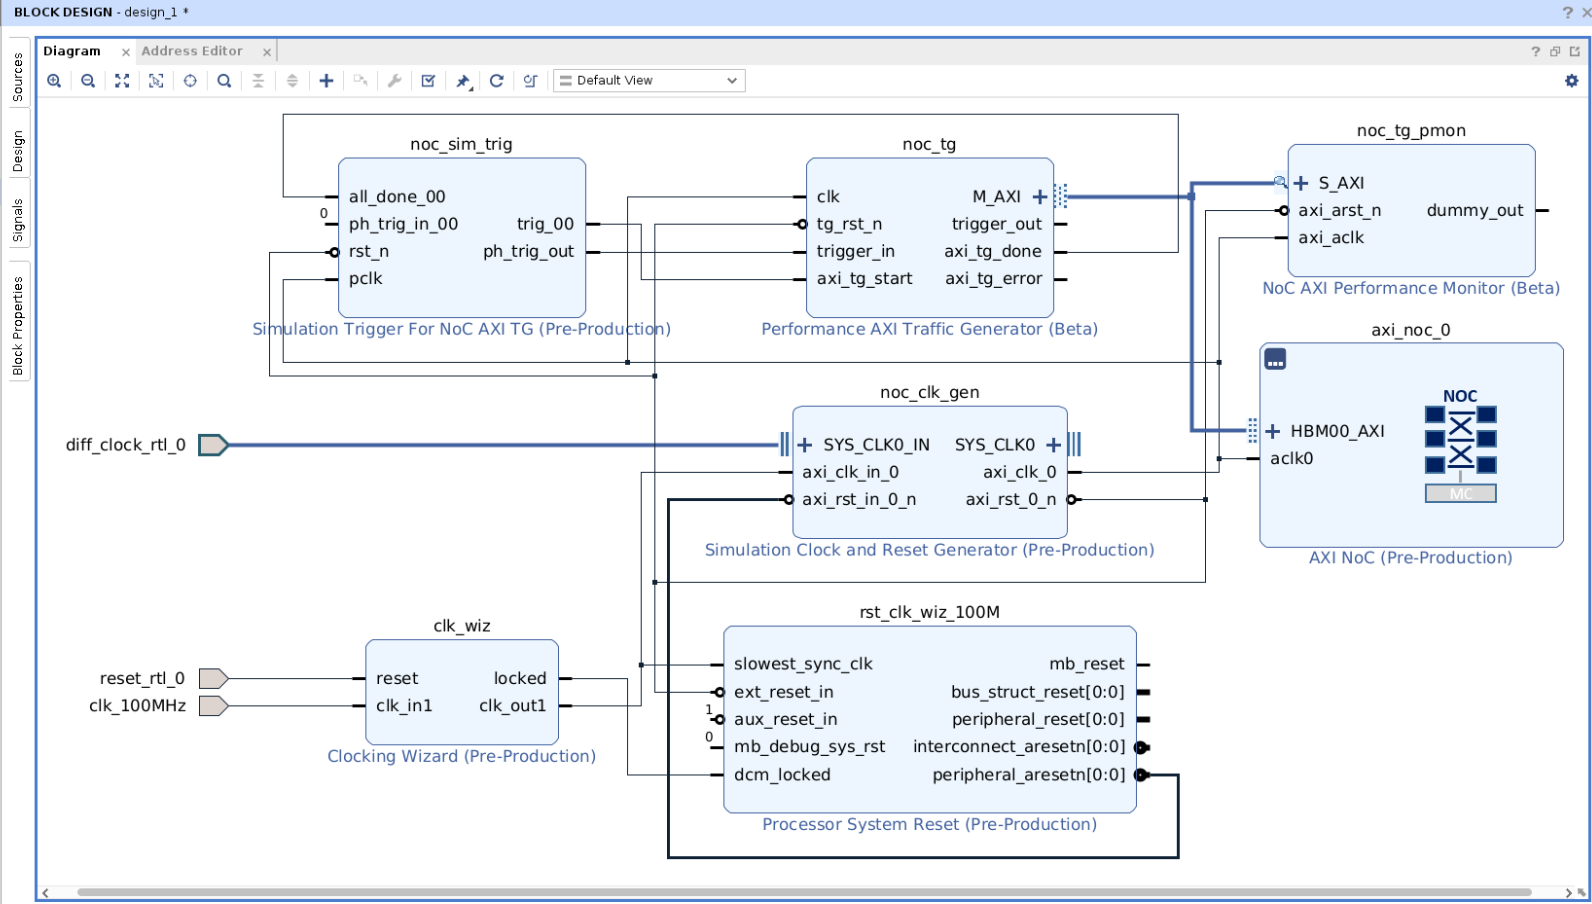 BLOCK DESIGN - design_1 *
? ×
Sources
Design
Signals
Block Properties
Diagram ×
Address Editor ×
?
Default View
noc_sim_trig
all_done_00
0
ph_trig_in_00
trig_00
rst_n
ph_trig_out
pclk
Simulation Trigger For NoC AXI TG (Pre-Production)
noc_tg
clk
M_AXI
tg_rst_n
trigger_out
trigger_in
axi_tg_done
axi_tg_start
axi_tg_error
Performance AXI Traffic Generator (Beta)
noc_tg_pmon
S_AXI
axi_arst_n
dummy_out
axi_aclk
NoC AXI Performance Monitor (Beta)
axi_noc_0
NOC
HBM00_AXI
aclk0
MC
AXI NoC (Pre-Production)
diff_clock_rtl_0
noc_clk_gen
SYS_CLK0_IN
SYS_CLK0
axi_clk_in_0
axi_clk_0
axi_rst_in_0_n
axi_rst_0_n
Simulation Clock and Reset Generator (Pre-Production)
reset_rtl_0
clk_100MHz
clk_wiz
reset
locked
clk_in1
clk_out1
Clocking Wizard (Pre-Production)
rst_clk_wiz_100M
slowest_sync_clk
mb_reset
ext_reset_in
bus_struct_reset[0:0]
1
aux_reset_in
peripheral_reset[0:0]
0
mb_debug_sys_rst
interconnect_aresetn[0:0]
dcm_locked
peripheral_aresetn[0:0]
Processor System Reset (Pre-Production)